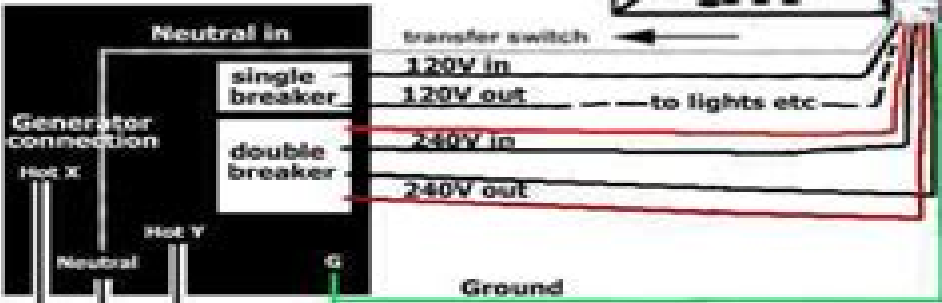 Neutral in
transfer switch
single
breaker
120V in
120V out
to lights etc
Generator
connection
double
breaker
240V in
240V out
Hot X
Hot Y
Neutral
G
Ground